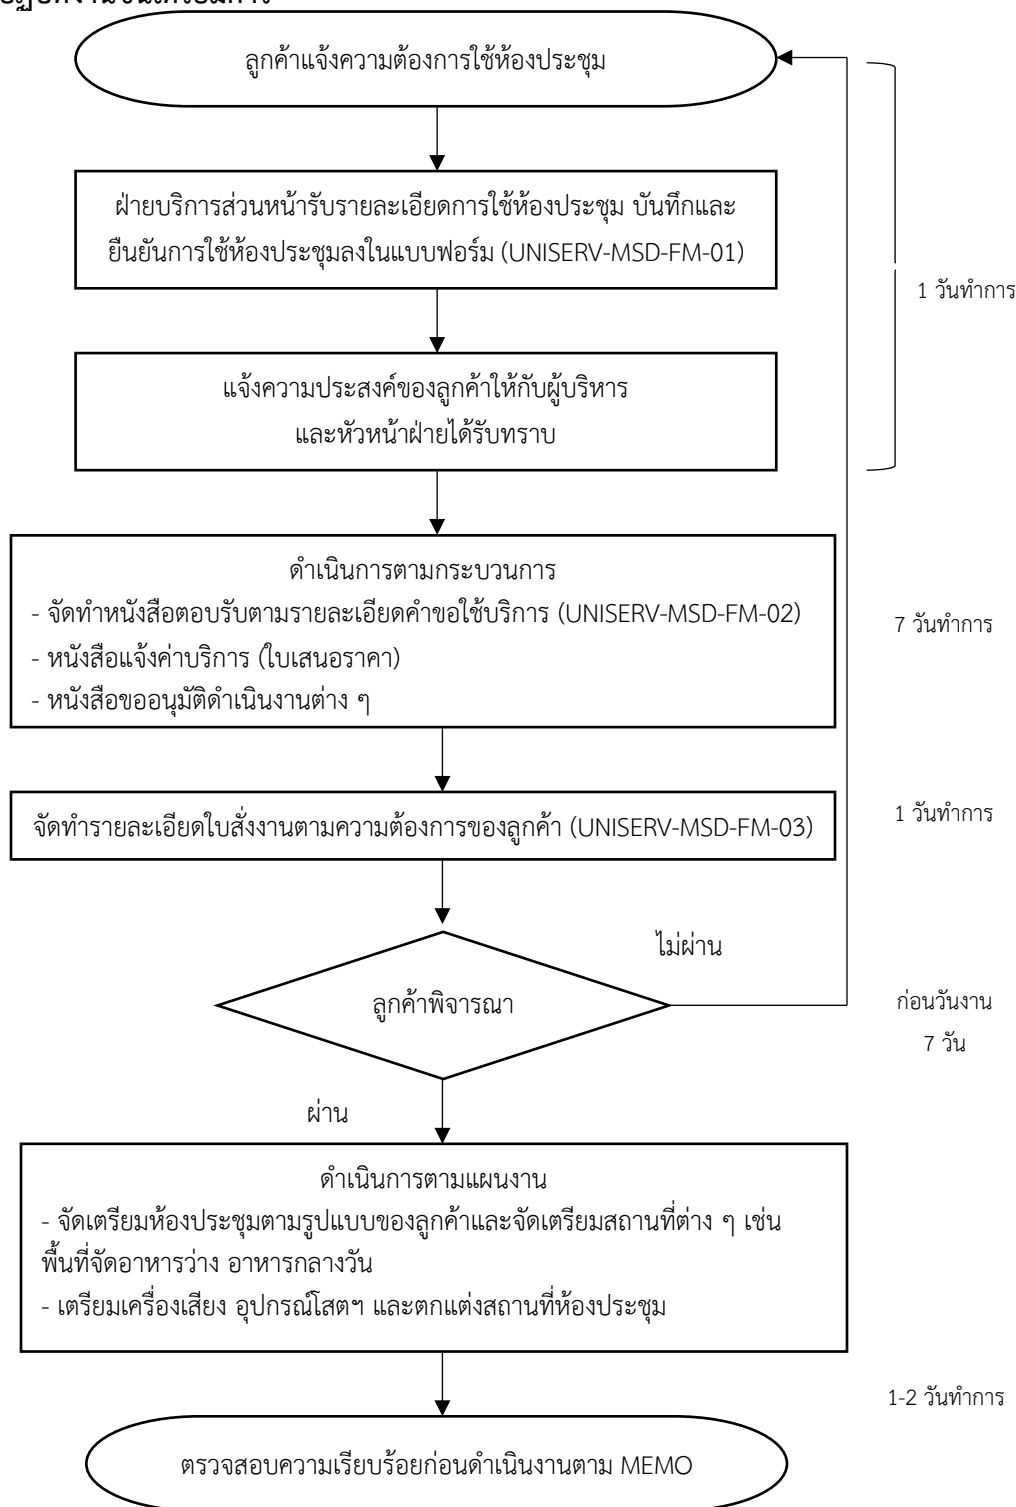 ลูกค้าแจ้งความต้องการใช้ห้องประชุม
ฝ่ายบริการส่วนหน้ารับรายละเอียดการใช้ห้องประชุม บันทึกและ
ยืนยันการใช้ห้องประชุมลงในแบบฟอร์ม (UNISERV-MSD-FM-01)
1 วันทำการ
แจ้งความประสงค์ของลูกค้าให้กับผู้บริหาร
และหัวหน้าฝ่ายได้รับทราบ
ดำเนินการตามกระบวนการ
- จัดทำหนังสือตอบรับตามรายละเอียดคำขอใช้บริการ (UNISERV-MSD-FM-02)
- หนังสือแจ้งค่าบริการ (ใบเสนอราคา)
- หนังสือขออนุมัติดำเนินงานต่าง ๆ
7 วันทำการ
จัดทำรายละเอียดใบสั่งงานตามความต้องการของลูกค้า (UNISERV-MSD-FM-03)
1 วันทำการ
ไม่ผ่าน
ลูกค้าพิจารณา
ก่อนวันงาน
7 วัน
ผ่าน
ดำเนินการตามแผนงาน
- จัดเตรียมห้องประชุมตามรูปแบบของลูกค้าและจัดเตรียมสถานที่ต่าง ๆ เช่น
พื้นที่จัดอาหารว่าง อาหารกลางวัน
- เตรียมเครื่องเสียง อุปกรณ์โสตฯ และตกแต่งสถานที่ห้องประชุม
1-2 วันทำการ
ตรวจสอบความเรียบร้อยก่อนดำเนินงานตาม MEMO